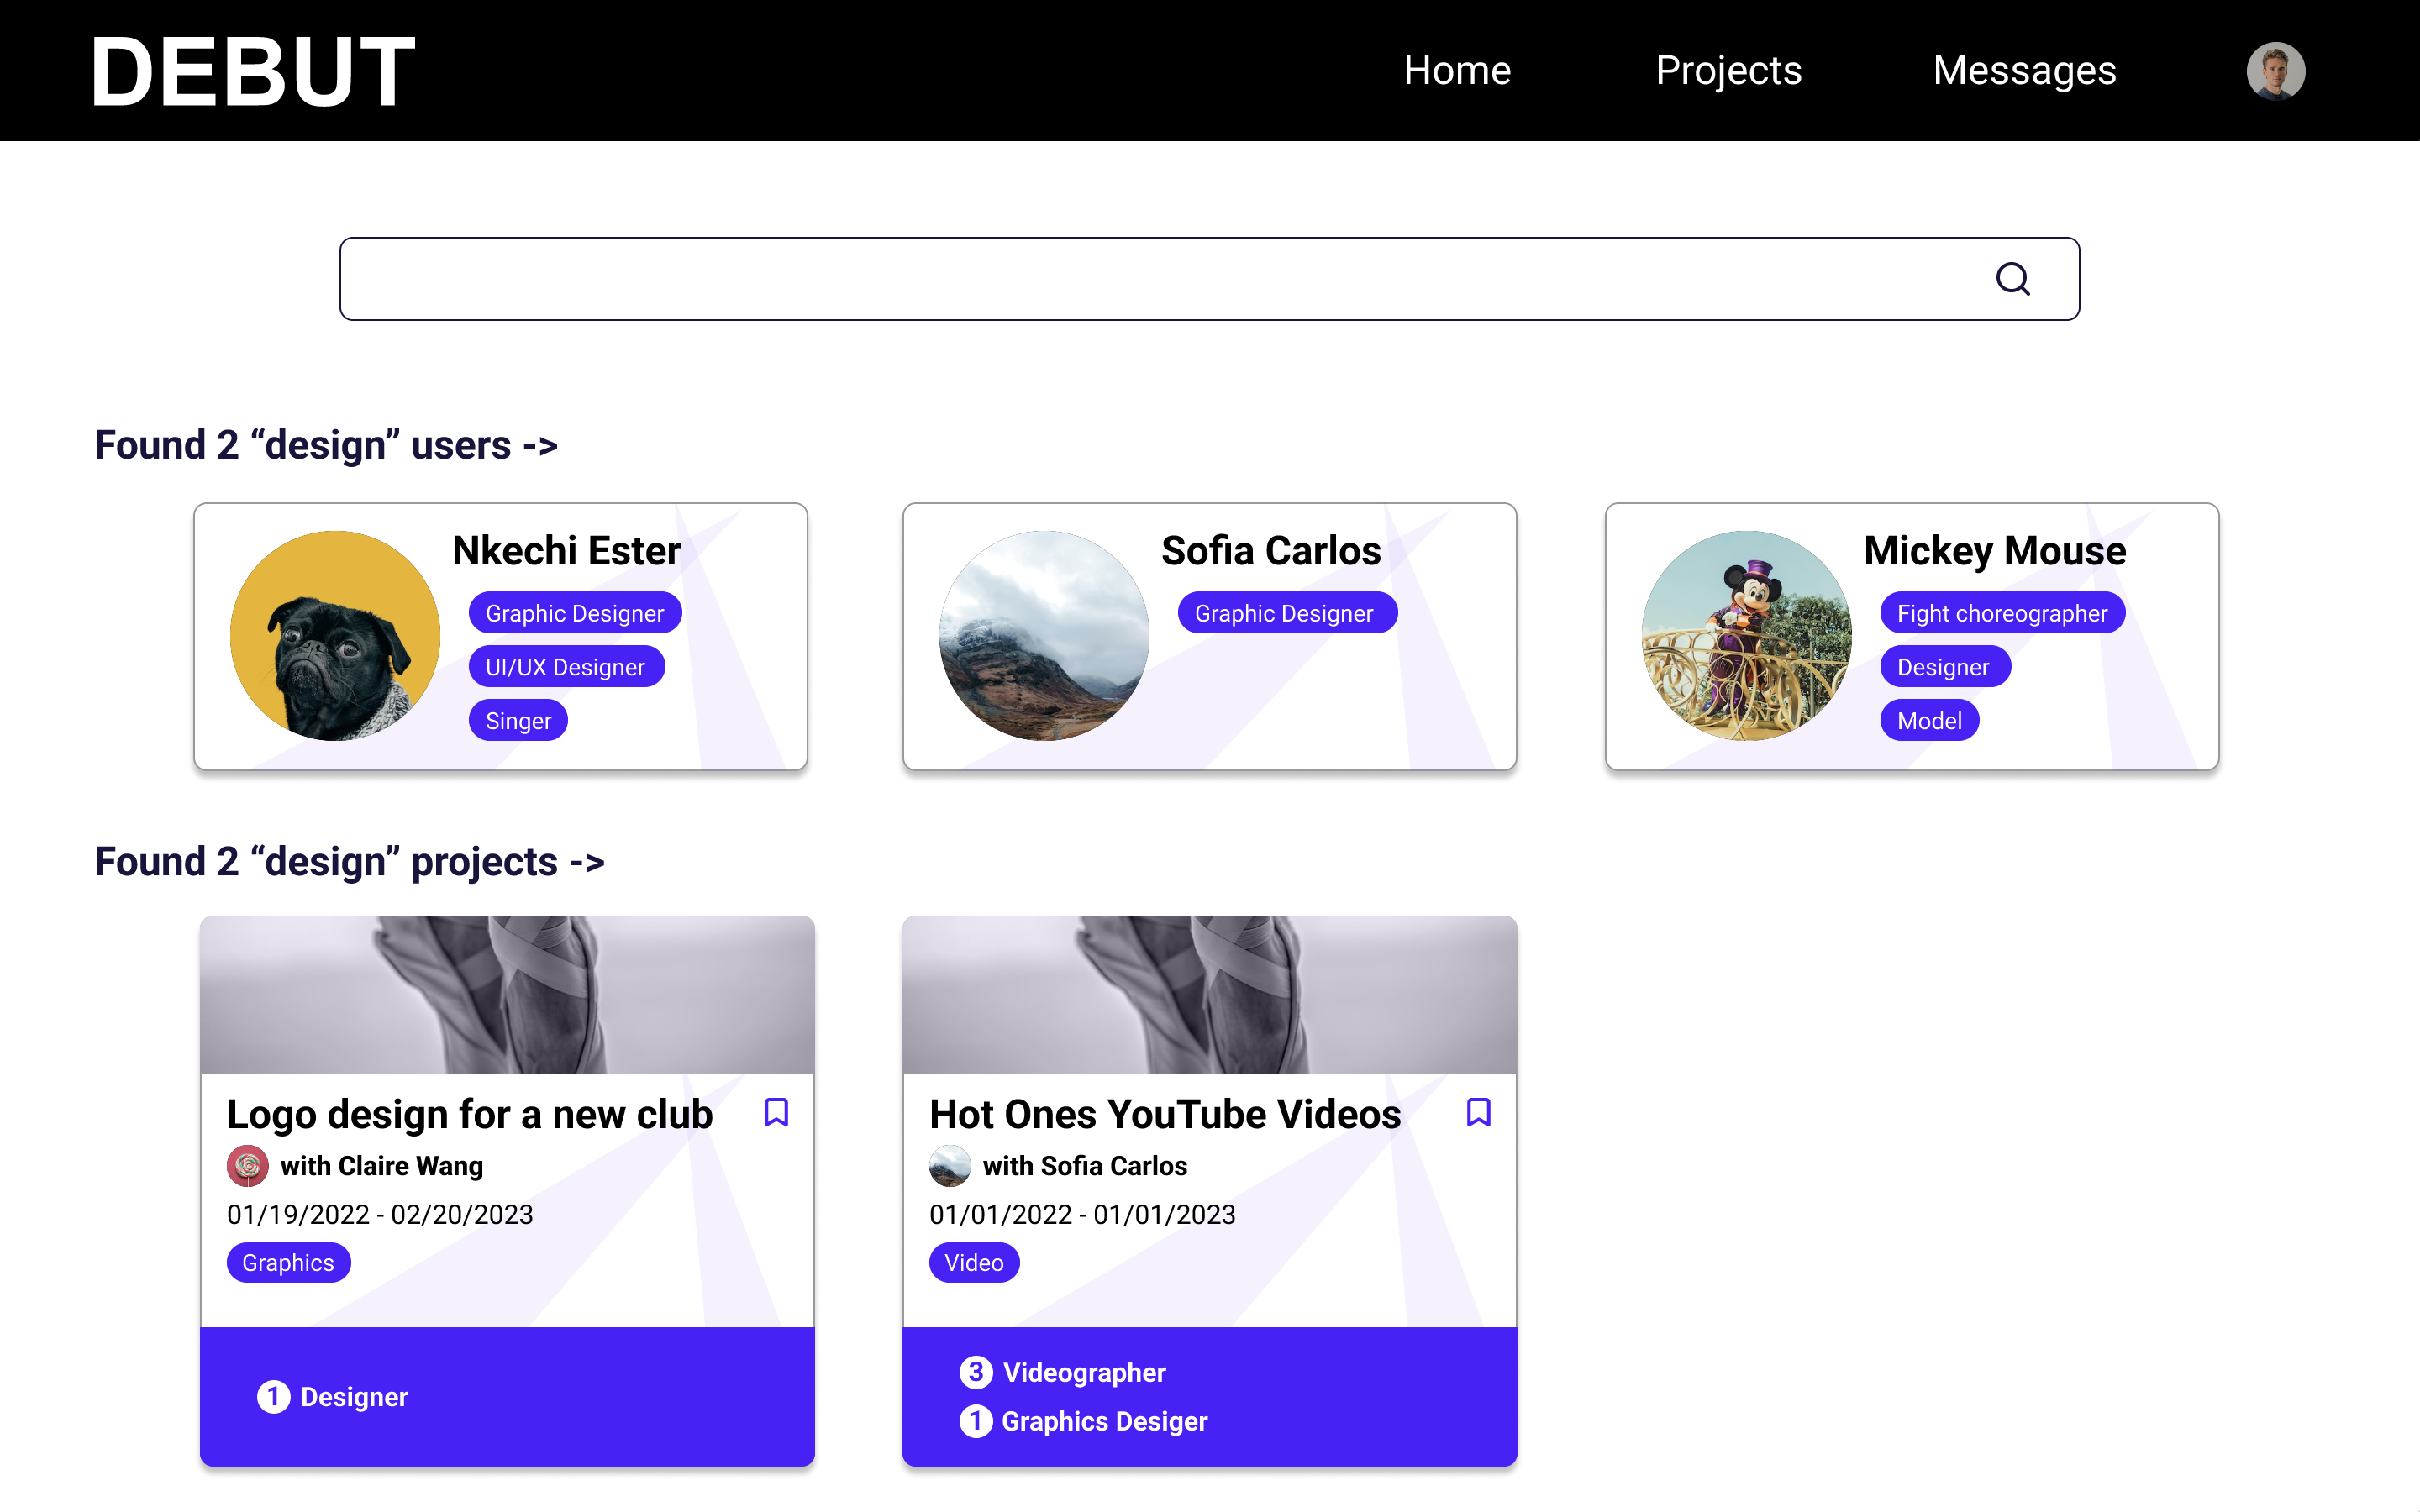 DEBUT
Home Projects Messages
Found 2 “design” users ->
Nkechi Ester
Graphic Designer
UI/UX Designer
Singer
Sofia Carlos
Graphic Designer
Mickey Mouse
Fight choreographer
Designer
Model
Found 2 “design” projects ->
Logo design for a new club
with Claire Wang
01/19/2022 - 02/20/2023
Graphics
1 Designer
Hot Ones YouTube Videos
with Sofia Carlos
01/01/2022 - 01/01/2023
Video
3 Videographer
1 Graphics Desiger